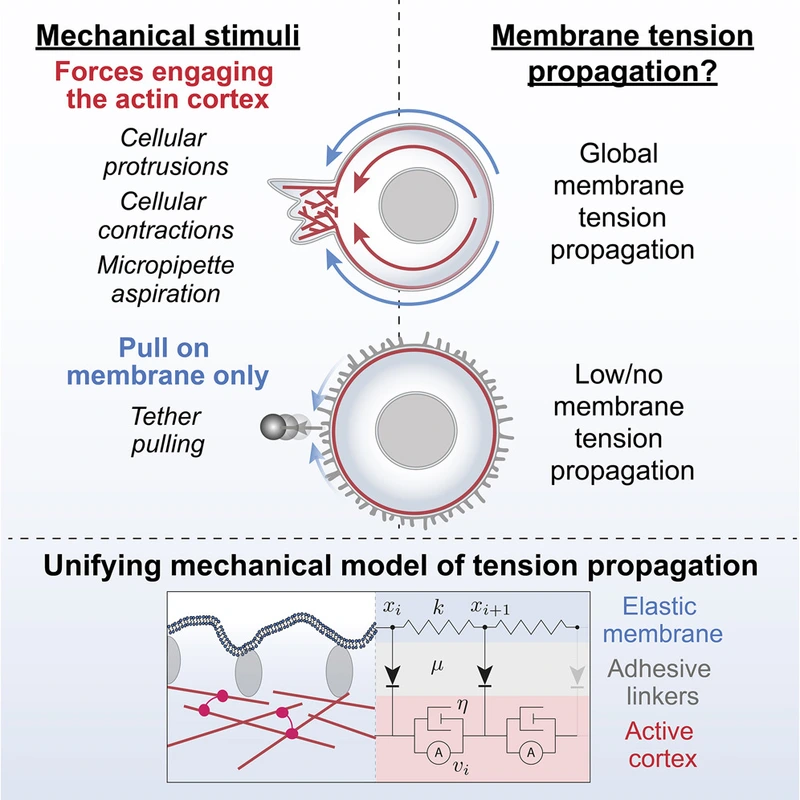 Mechanical stimuli
Forces engaging
the actin cortex
Cellular
protrusions
Cellular
contractions
Micropipette
aspiration
Membrane tension
propagation?
Global
membrane
tension
propagation
Pull on
membrane only
Tether
pulling
Low/no
membrane
tension
propagation
Unifying mechanical model of tension propagation
x_i k x_{i+1}
μ
η
A A
v_i
Elastic
membrane
Adhesive
linkers
Active
cortex